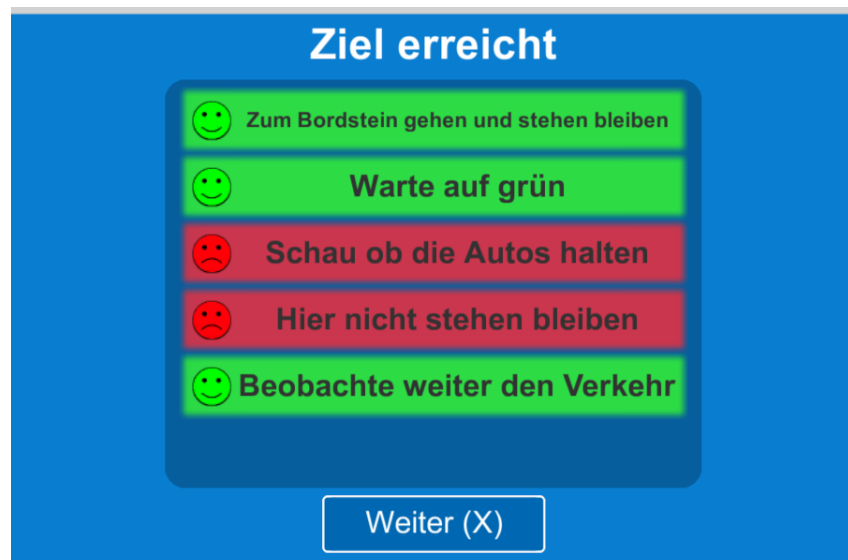 Ziel erreicht
Zum Bordstein gehen und stehen bleiben
Warte auf grün
Schau ob die Autos halten
Hier nicht stehen bleiben
Beobachte weiter den Verkehr
Weiter (X)